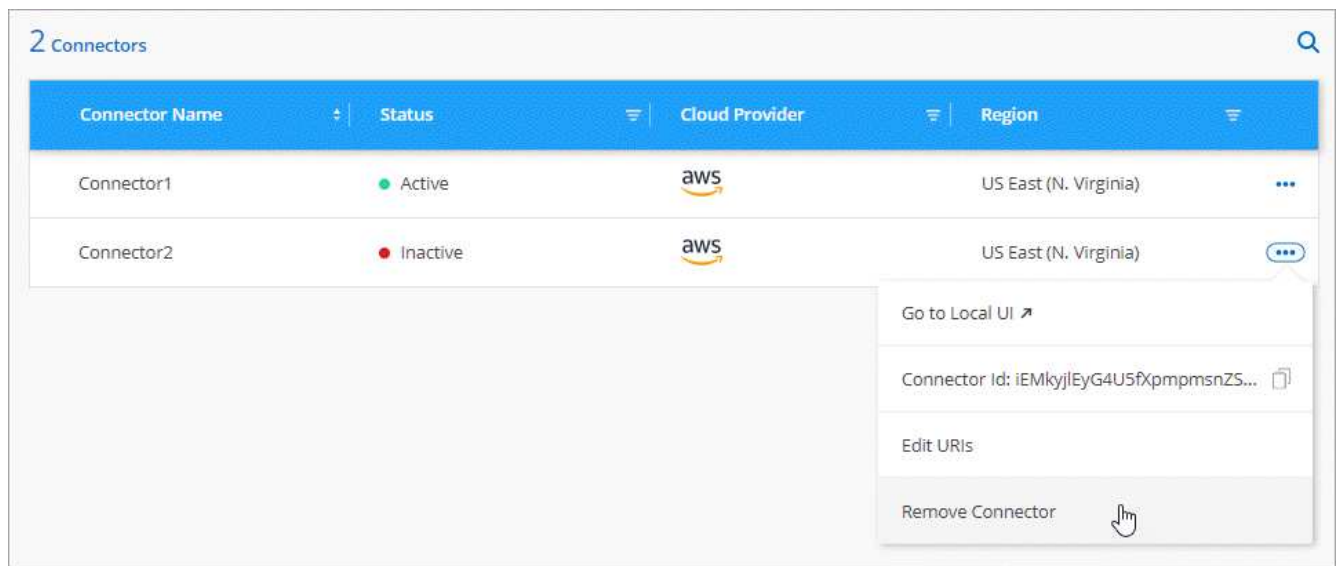 2 Connectors
Connector Name Status Cloud Provider Region
Connector1 Active aws US East (N. Virginia)
Connector2 Inactive aws US East (N. Virginia)
Go to Local UI
Connector Id: iEMkyjlEyG4U5fXpmpmsnZS...
Edit URIs
Remove Connector